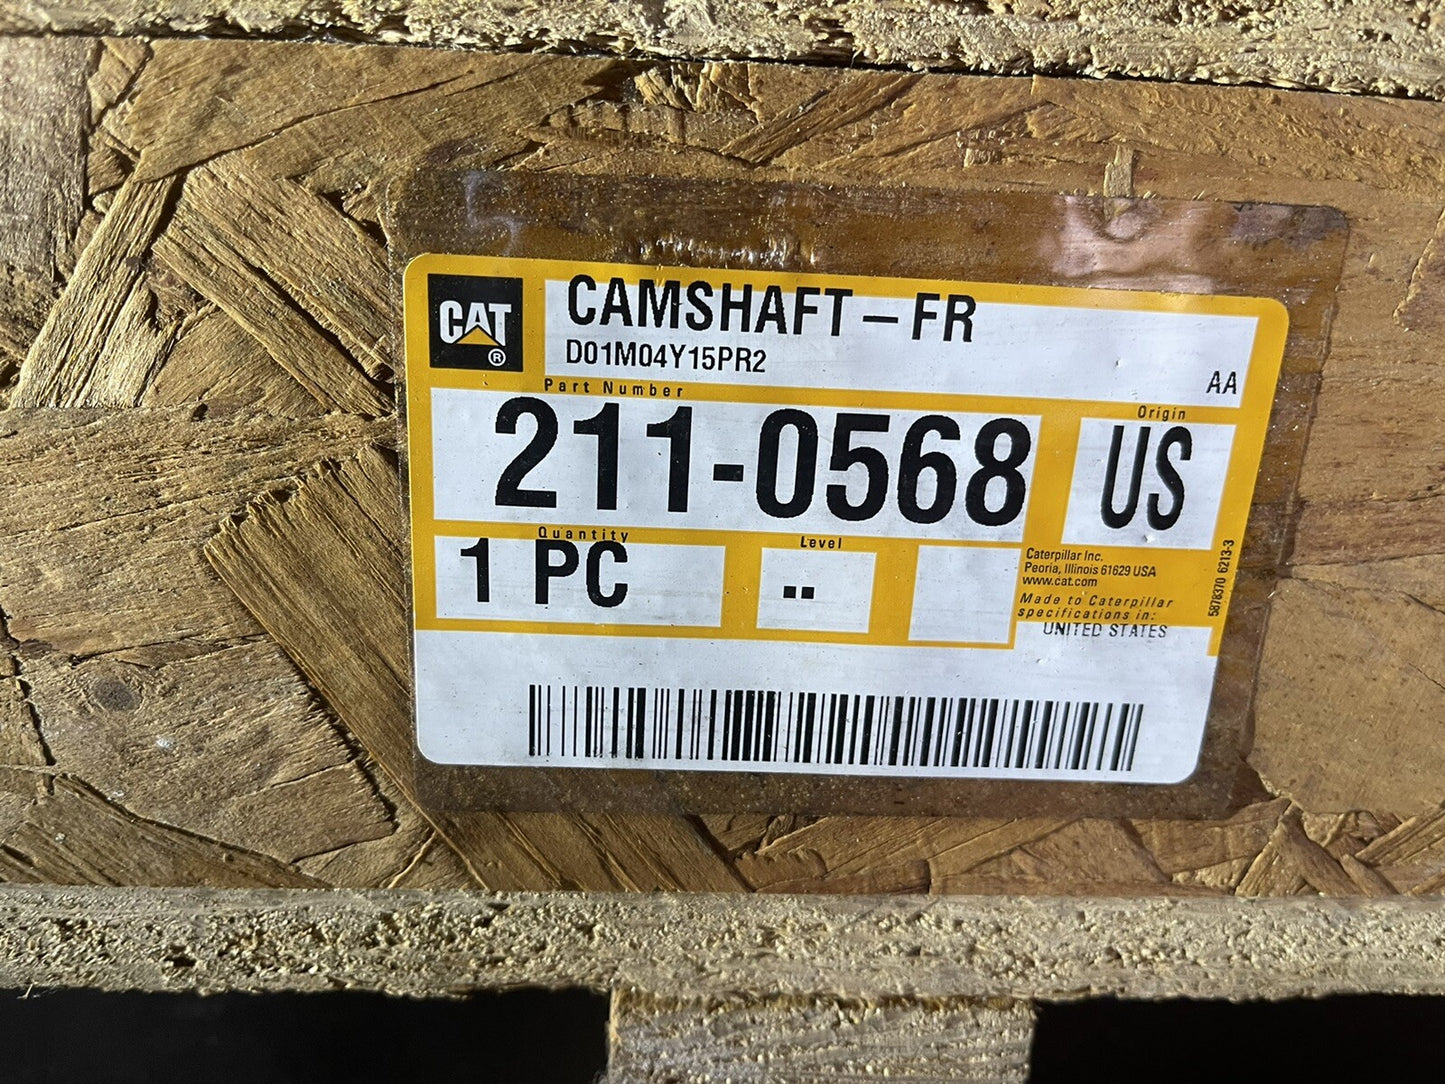 CAT
®
CAMSHAFT – FR
D01M04Y15PR2
AA
Part Number
211-0568
Origin
US
Quantity
1 PC
Level
--
Caterpillar Inc.
Peoria, Illinois 61629 USA
www.cat.com
Made to Caterpillar
specifications in:
UNITED STATES
5878370 6213-3